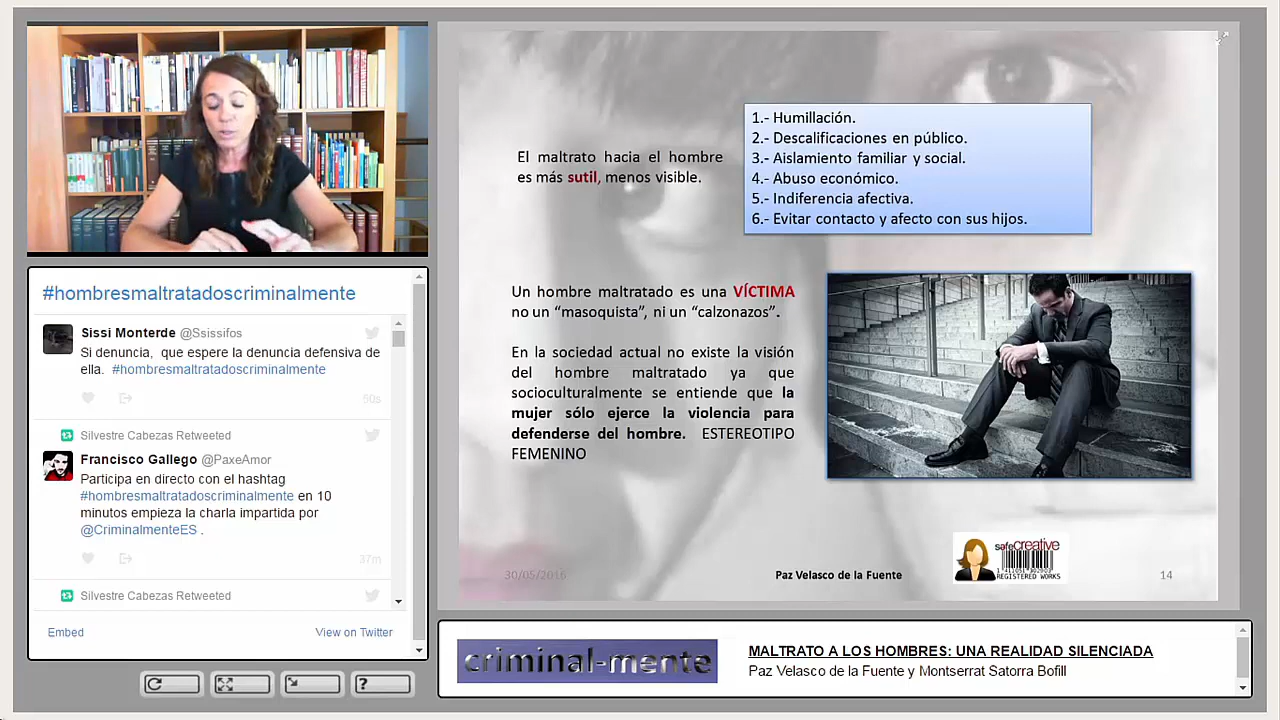 #hombresmaltratadoscriminalmente
Sissi Monterde @Ssissifos
Si denuncia, que espere la denuncia defensiva de
ella. #hombresmaltratadoscriminalmente
50s
Silvestre Cabezas Retweeted
Francisco Gallego @PaxeAmor
Participa en directo con el hashtag
#hombresmaltratadoscriminalmente en 10
minutos empieza la charla impartida por
@CriminalmenteES .
37m
Silvestre Cabezas Retweeted
Embed
View on Twitter
?
El maltrato hacia el hombre
es más sutil, menos visible.
1.- Humillación.
2.- Descalificaciones en público.
3.- Aislamiento familiar y social.
4.- Abuso económico.
5.- Indiferencia afectiva.
6.- Evitar contacto y afecto con sus hijos.
Un hombre maltratado es una VÍCTIMA
no un “masoquista”, ni un “calzonazos”.
En la sociedad actual no existe la visión
del hombre maltratado ya que
socioculturalmente se entiende que la
mujer sólo ejerce la violencia para
defenderse del hombre. ESTEREOTIPO
FEMENINO
30/05/2016
Paz Velasco de la Fuente
safeCreative
REGISTERED WORKS
14
criminal-mente
MALTRATO A LOS HOMBRES: UNA REALIDAD SILENCIADA
Paz Velasco de la Fuente y Montserrat Satorra Bofill